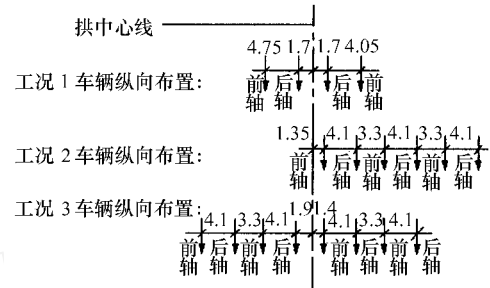 拱中心线
4.75 1.7 1.7 4.05
工况 1 车辆纵向布置:
前轴 后轴 后轴 前轴
1.35 4.1 3.3 4.1 3.3 4.1
工况 2 车辆纵向布置:
前轴 后轴 前轴 后轴 前轴 后轴
工况 3 车辆纵向布置:
4.1 3.3 4.1 1.9 1.4 4.1 3.3 4.1
前轴 后轴 前轴 后轴 前轴 后轴 前轴 后轴